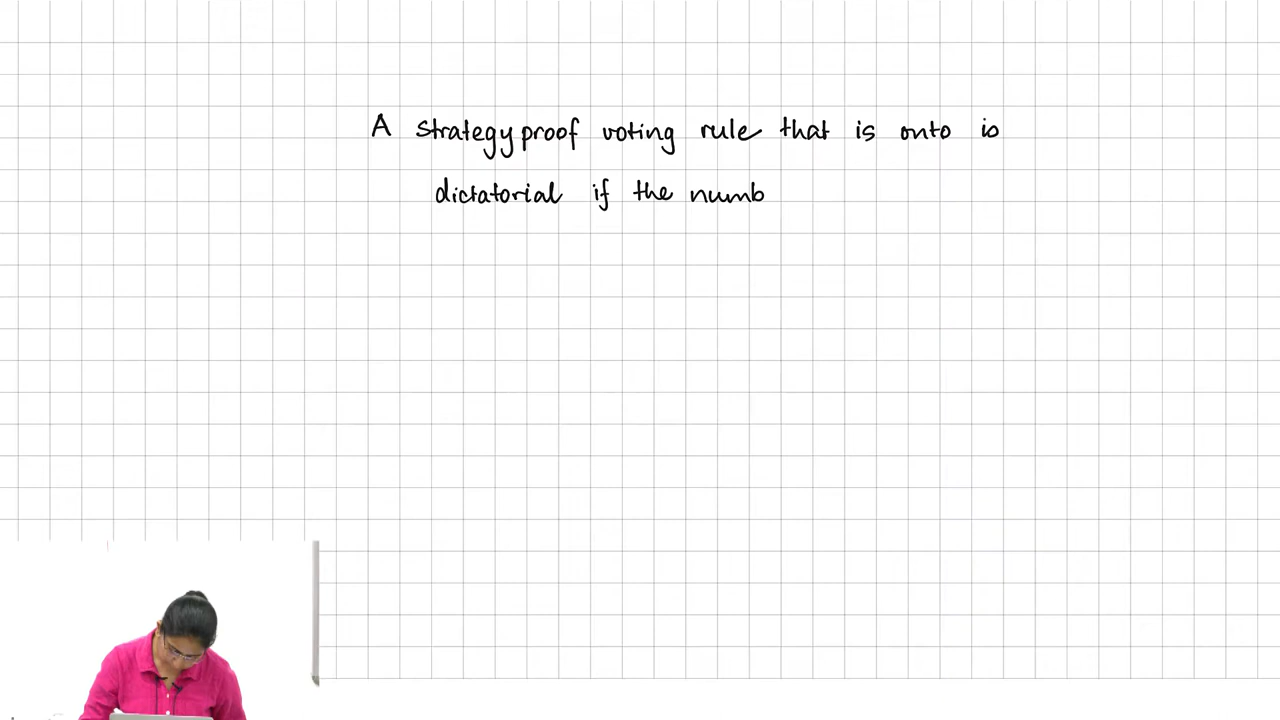 A strategyproof voting rule that is onto is
dictatorial if the numb